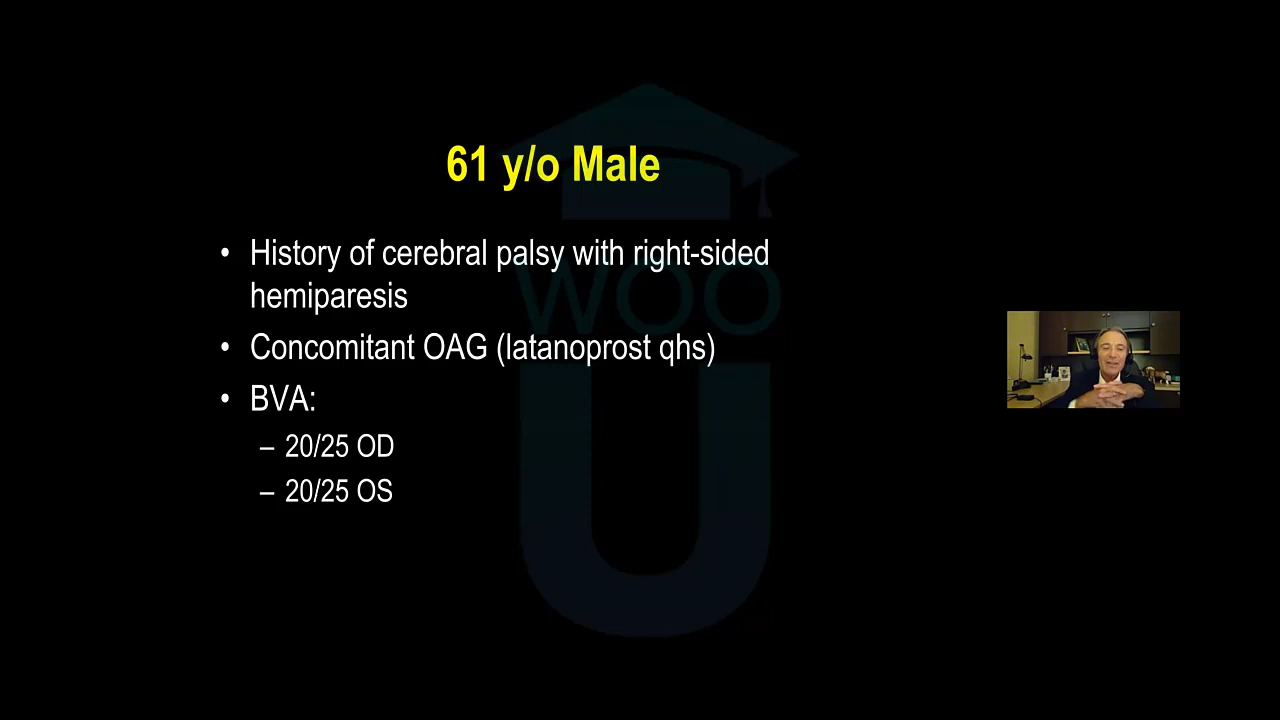 61 y/o Male
• History of cerebral palsy with right-sided
hemiparesis
• Concomitant OAG (latanoprost qhs)
• BVA:
– 20/25 OD
– 20/25 OS
WOO
U